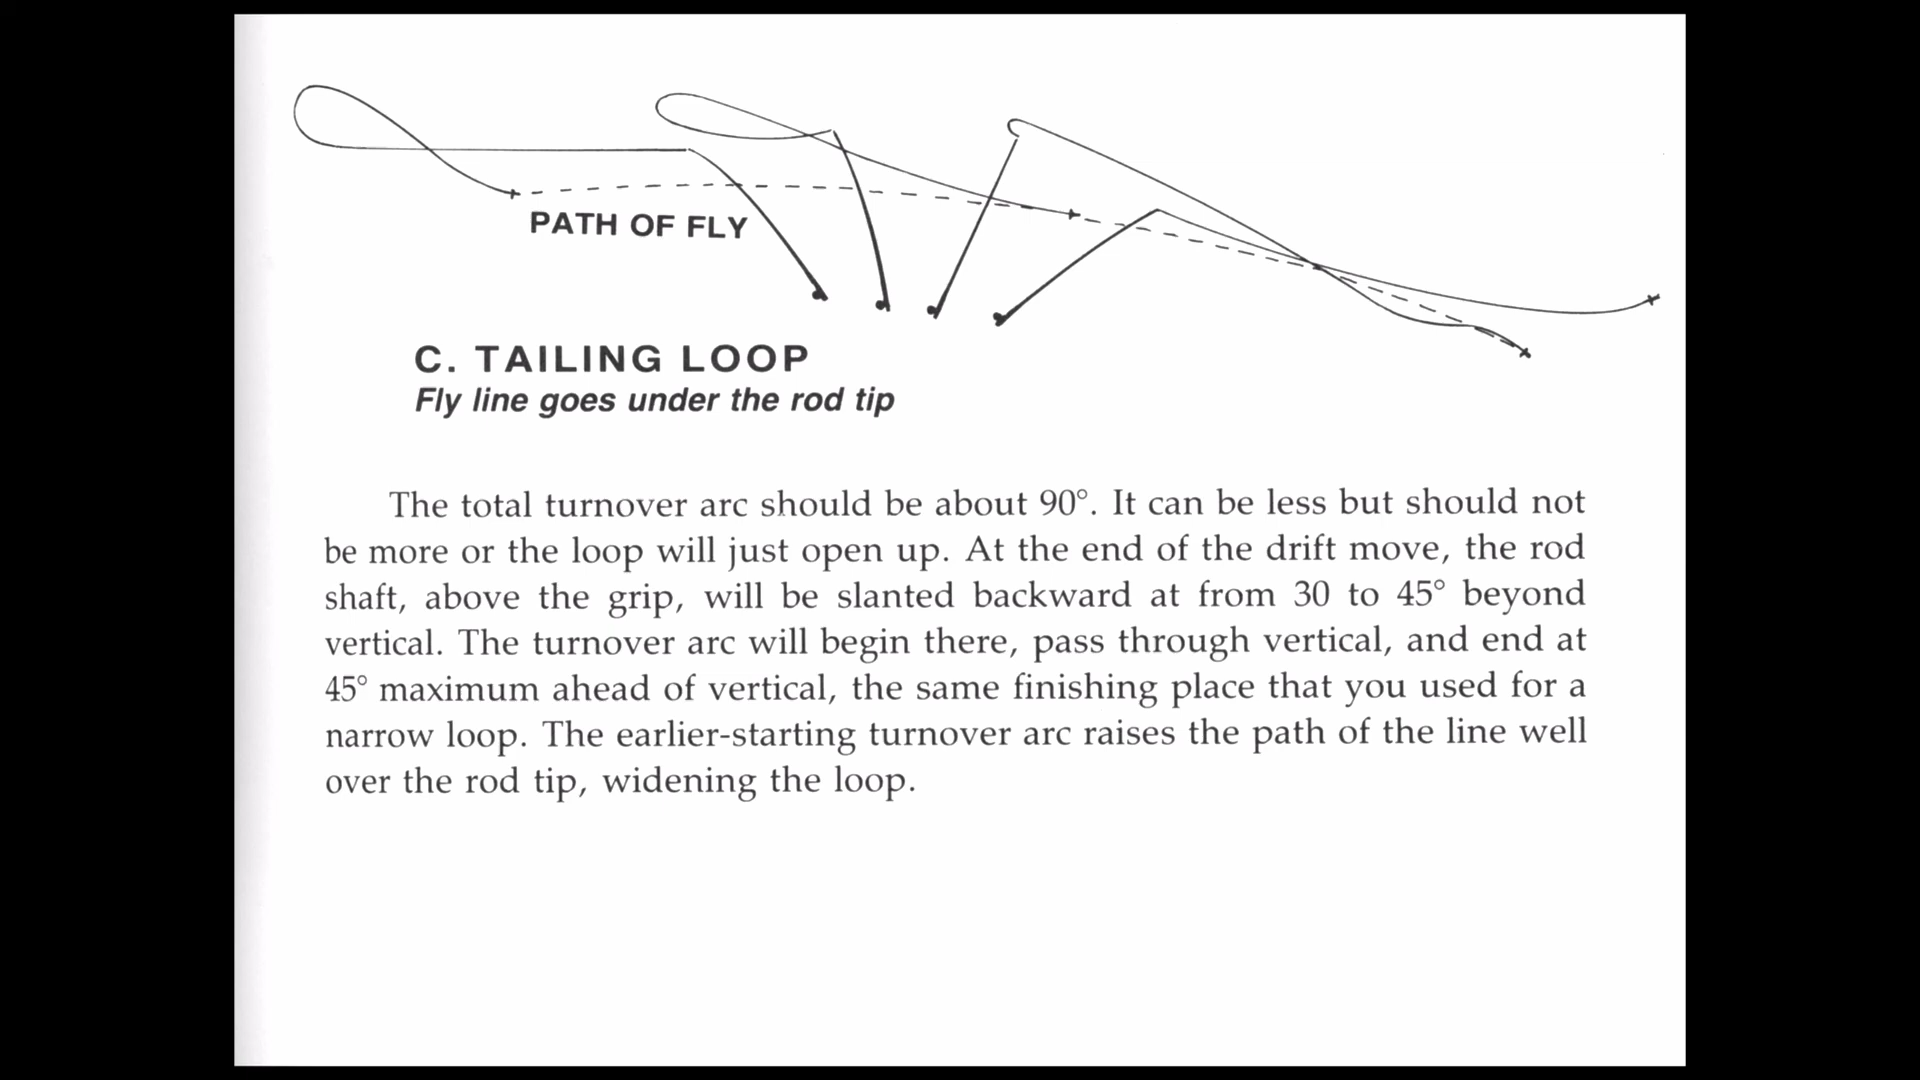 PATH OF FLY
C. TAILING LOOP
Fly line goes under the rod tip
The total turnover arc should be about 90°. It can be less but should not
be more or the loop will just open up. At the end of the drift move, the rod
shaft, above the grip, will be slanted backward at from 30 to 45° beyond
vertical. The turnover arc will begin there, pass through vertical, and end at
45° maximum ahead of vertical, the same finishing place that you used for a
narrow loop. The earlier-starting turnover arc raises the path of the line well
over the rod tip, widening the loop.